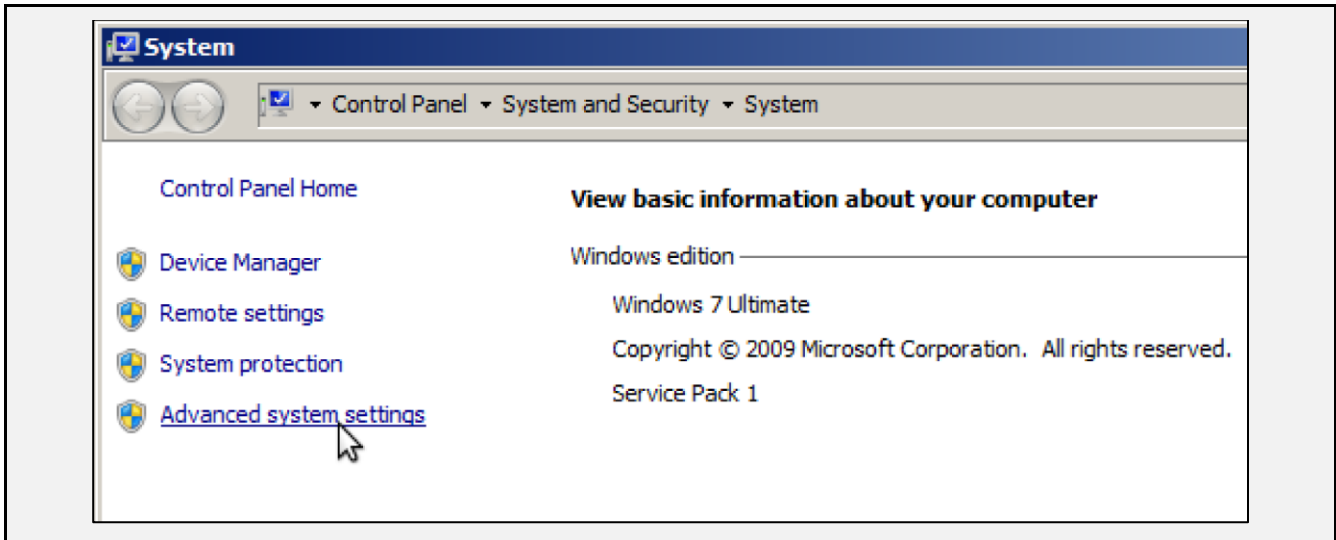 System
Control Panel System and Security System
Control Panel Home
Device Manager
Remote settings
System protection
Advanced system settings
View basic information about your computer
Windows edition
Windows 7 Ultimate
Copyright © 2009 Microsoft Corporation. All rights reserved.
Service Pack 1